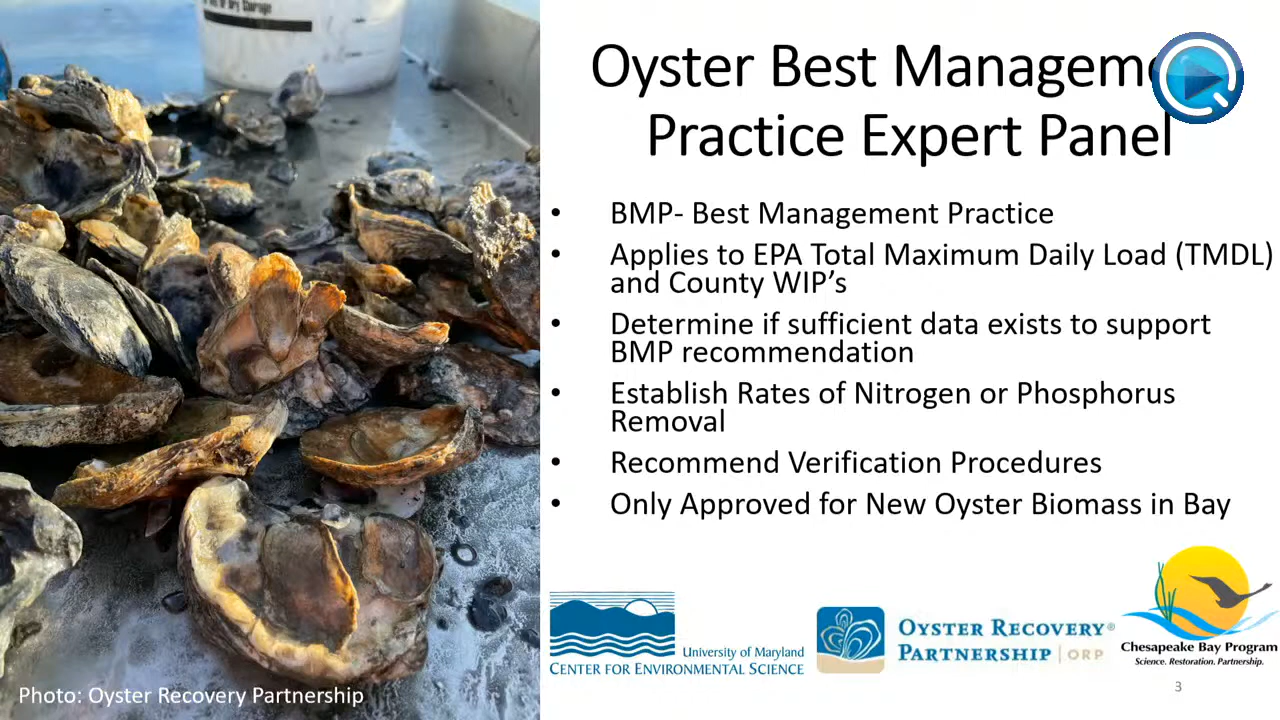 Oyster Best Managem
Practice Expert Panel
• BMP- Best Management Practice
• Applies to EPA Total Maximum Daily Load (TMDL)
and County WIP's
• Determine if sufficient data exists to support
BMP recommendation
• Establish Rates of Nitrogen or Phosphorus
Removal
• Recommend Verification Procedures
• Only Approved for New Oyster Biomass in Bay
University of Maryland
CENTER FOR ENVIRONMENTAL SCIENCE
OYSTER RECOVERY®
PARTNERSHIP | ORP
Chesapeake Bay Program
Science. Restoration. Partnership.
3
Photo: Oyster Recovery Partnership